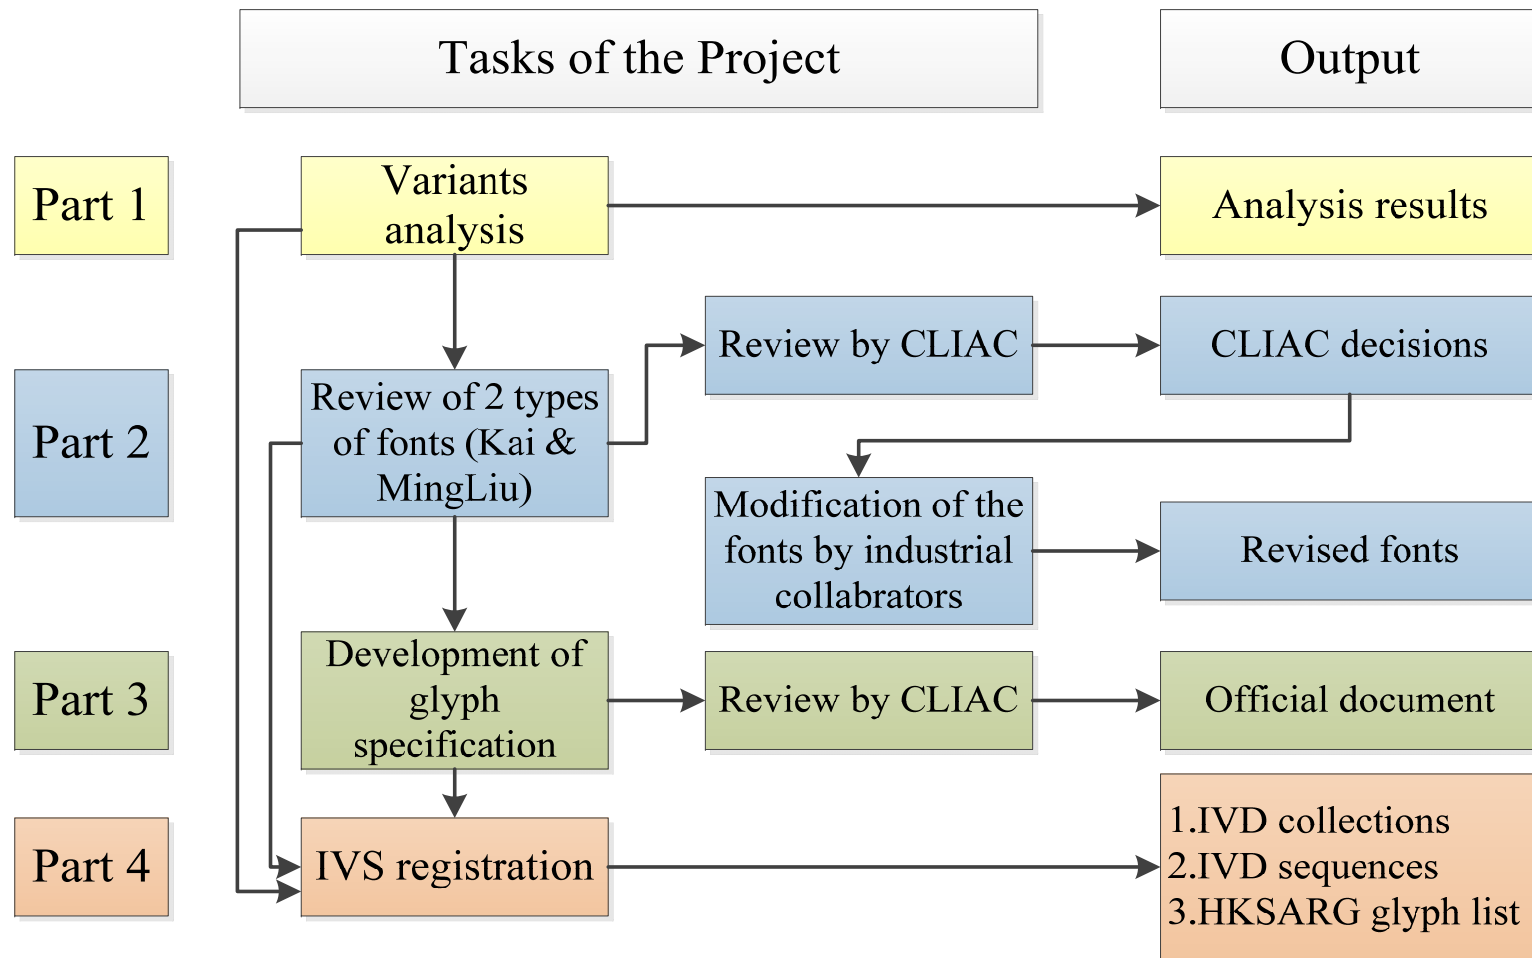 Tasks of the Project
Output
Part 1
Variants
analysis
Analysis results
Review by CLIAC
CLIAC decisions
Part 2
Review of 2 types
of fonts (Kai &
MingLiu)
Modification of the
fonts by industrial
collabrators
Revised fonts
Part 3
Development of
glyph
specification
Review by CLIAC
Official document
Part 4
IVS registration
1.IVD collections
2.IVD sequences
3.HKSARG glyph list